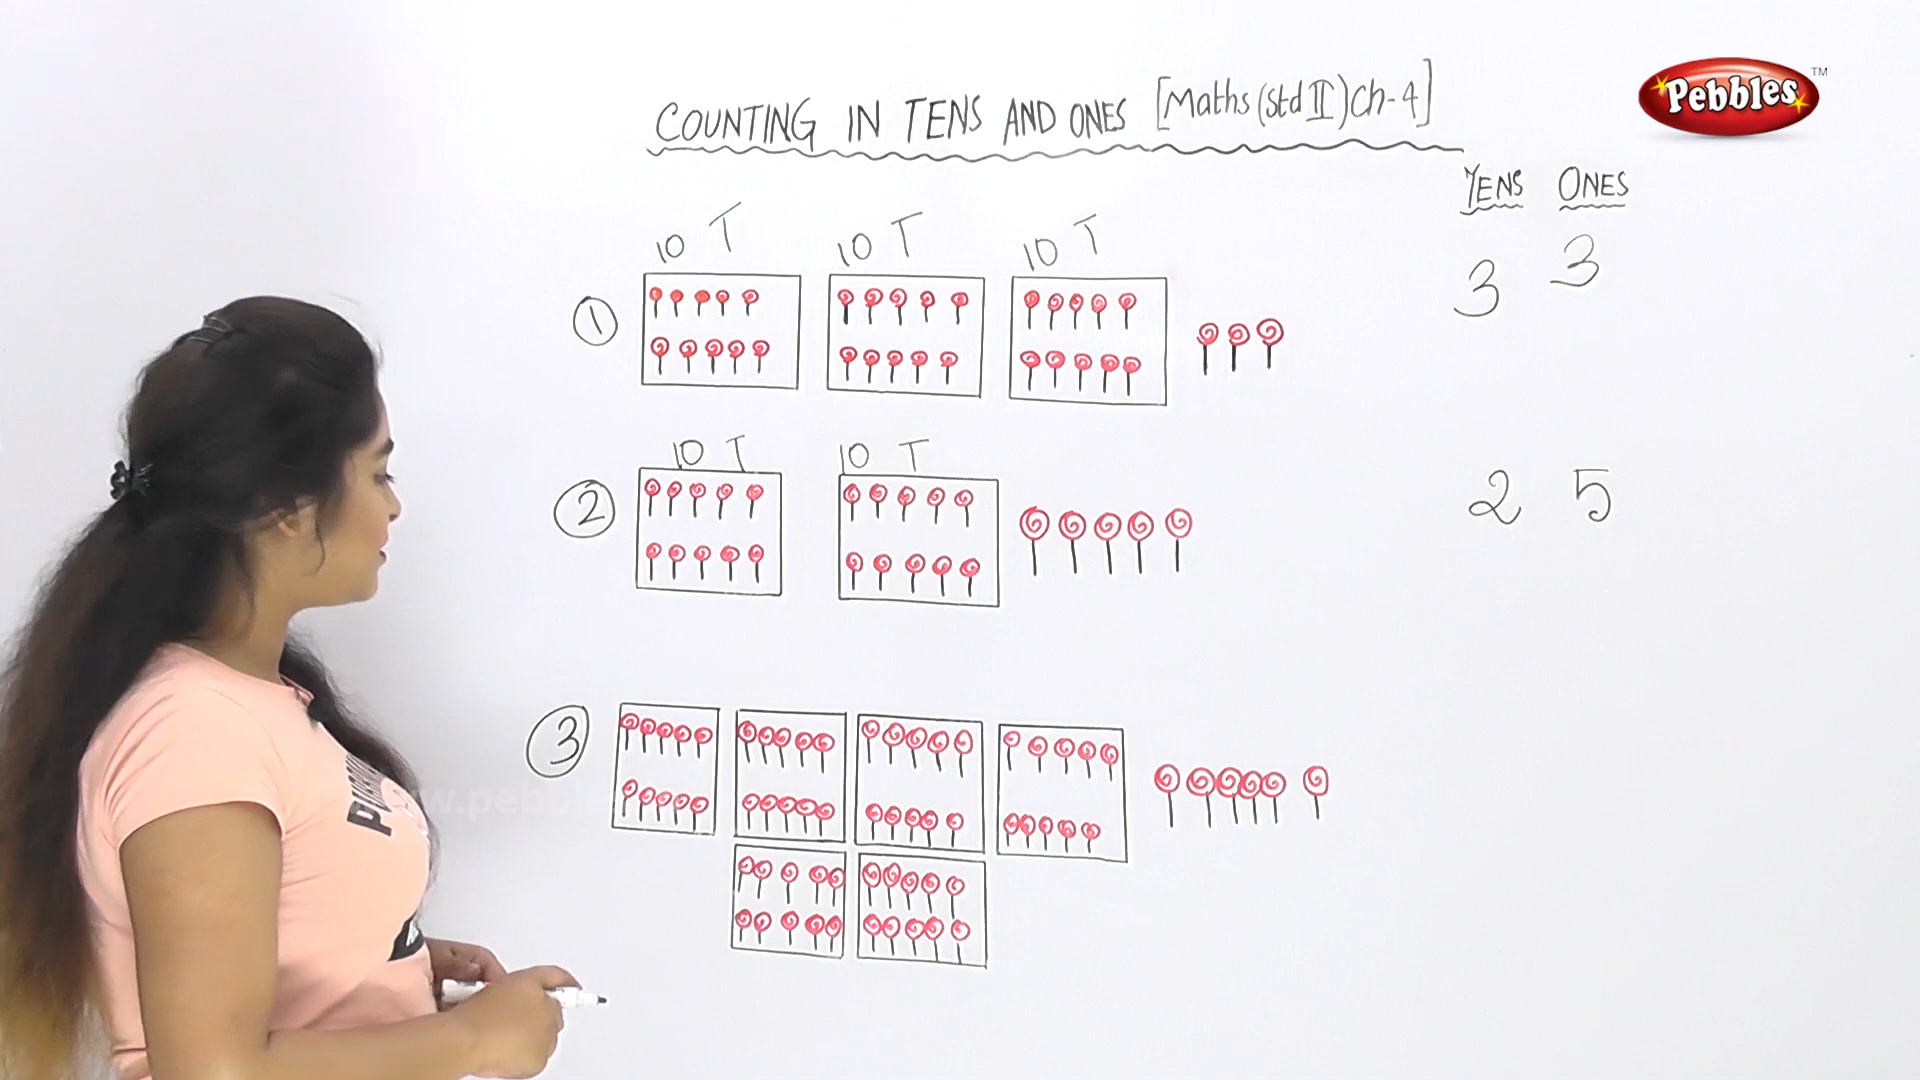 COUNTING IN TENS AND ONES [Maths (Std II) Ch-4]
Pebbles TM
TENS ONES
10 T 10 T 10 T
1
3 3
10 T 10 T
2
2 5
3